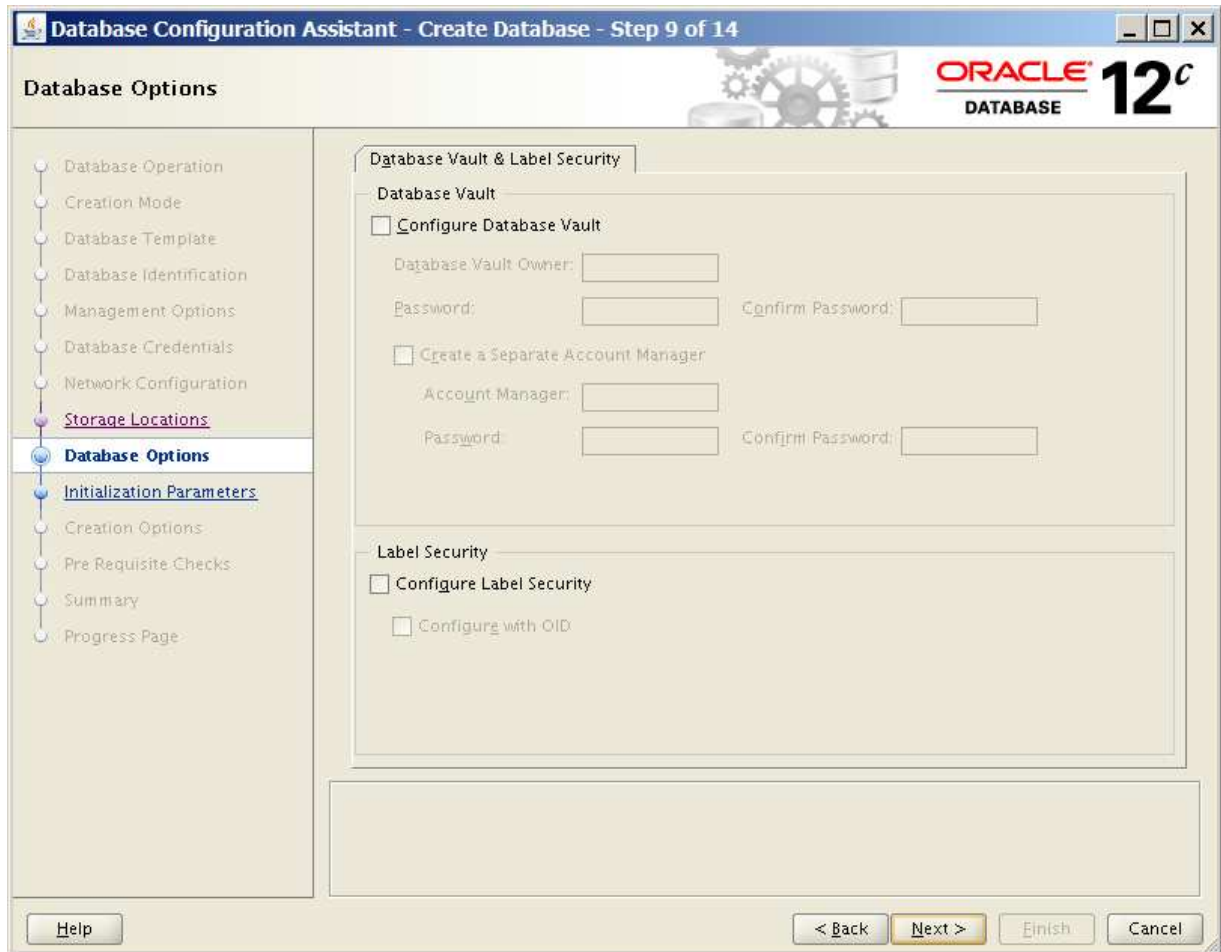 Database Configuration Assistant - Create Database - Step 9 of 14
Database Options
ORACLE
DATABASE
12c
Database Operation
Creation Mode
Database Template
Database Identification
Management Options
Database Credentials
Network Configuration
Storage Locations
Database Options
Initialization Parameters
Creation Options
Pre Requisite Checks
Summary
Progress Page
Database Vault & Label Security
Database Vault
Configure Database Vault
Database Vault Owner:
Password: Confirm Password:
Create a Separate Account Manager
Account Manager:
Password: Confirm Password:
Label Security
Configure Label Security
Configure with OID
Help < Back Next > Finish Cancel